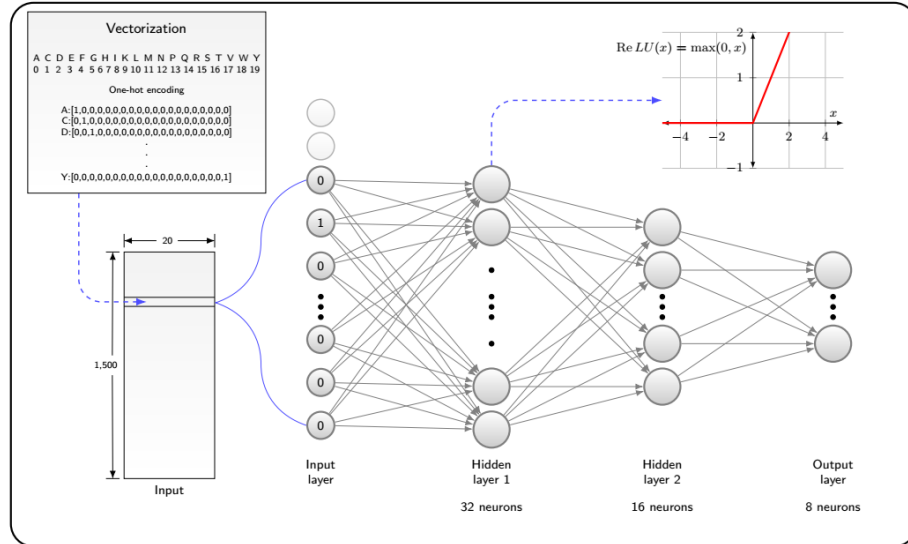 Vectorization
A C D E F G H I K L M N P Q R S T V W Y
0 1 2 3 4 5 6 7 8 9 10 11 12 13 14 15 16 17 18 19
One-hot encoding
A:[1,0,0,0,0,0,0,0,0,0,0,0,0,0,0,0,0,0,0,0]
C:[0,1,0,0,0,0,0,0,0,0,0,0,0,0,0,0,0,0,0,0]
D:[0,0,1,0,0,0,0,0,0,0,0,0,0,0,0,0,0,0,0,0]
.
.
.
Y:[0,0,0,0,0,0,0,0,0,0,0,0,0,0,0,0,0,0,0,1]
Re LU(x) = max(0, x)
2
1
−1
−4 −2 0 2 4
x
20
1,500
Input
0
1
0
0
0
0
Input
layer
Hidden
layer 1
32 neurons
Hidden
layer 2
16 neurons
Output
layer
8 neurons